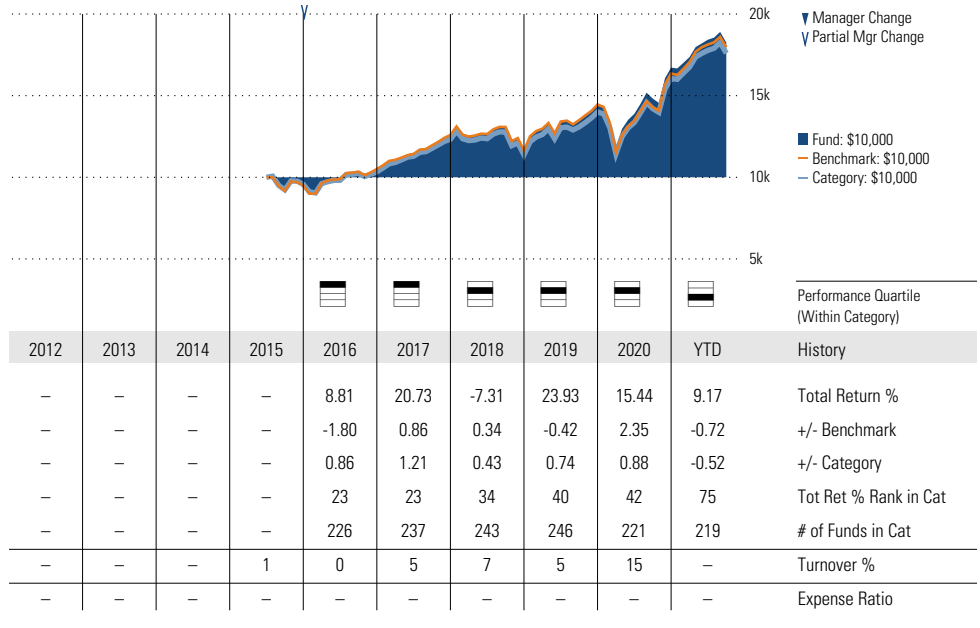 20k
▼ Manager Change
V Partial Mgr Change
15k
Fund: $10,000
Benchmark: $10,000
Category: $10,000
10k
5k
Performance Quartile
(Within Category)
2012 2013 2014 2015 2016 2017 2018 2019 2020 YTD History
– – – – 8.81 20.73 -7.31 23.93 15.44 9.17 Total Return %
– – – – -1.80 0.86 0.34 -0.42 2.35 -0.72 +/- Benchmark
– – – – 0.86 1.21 0.43 0.74 0.88 -0.52 +/- Category
– – – – 23 23 34 40 42 75 Tot Ret % Rank in Cat
– – – – 226 237 243 246 221 219 # of Funds in Cat
– – – 1 0 5 7 5 15 – Turnover %
– – – – – – – – – – Expense Ratio